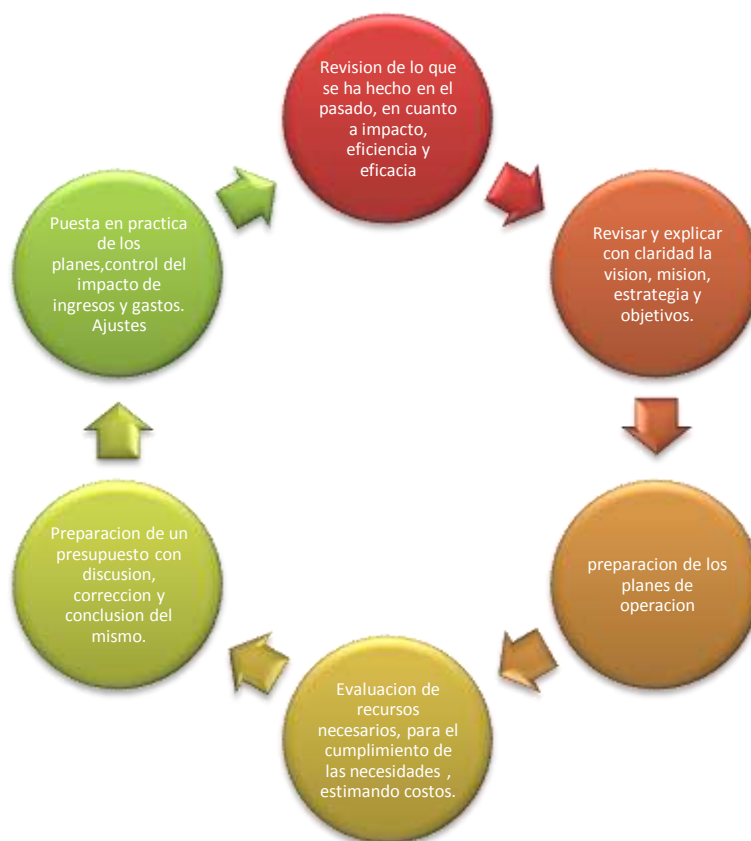 Revision de lo que
se ha hecho en el
pasado, en cuanto
a impacto,
eficiencia y
eficacia
Revisar y explicar
con claridad la
vision, mision,
estrategia y
objetivos.
preparacion de los
planes de
operacion
Evaluacion de
recursos
necesarios, para el
cumplimiento de
las necesidades ,
estimando costos.
Preparacion de un
presupuesto con
discusion,
correccion y
conclusion del
mismo.
Puesta en practica
de los
planes,control del
impacto de
ingresos y gastos.
Ajustes